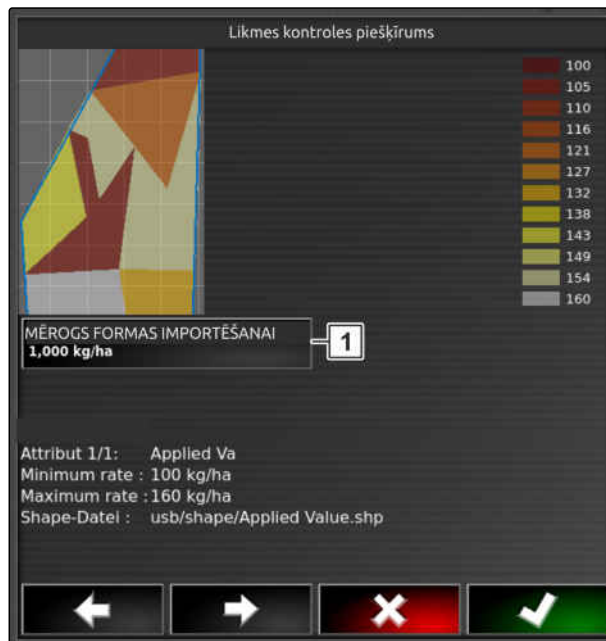 Likmes kontroles piešķīrums
100
105
110
116
121
127
132
138
143
149
154
160
MĒROGS FORMAS IMPORTĒŠANAI
1,000 kg/ha
1
Attribut 1/1: Applied Va
Minimum rate : 100 kg/ha
Maximum rate : 160 kg/ha
Shape-Datei : usb/shape/Applied Value.shp